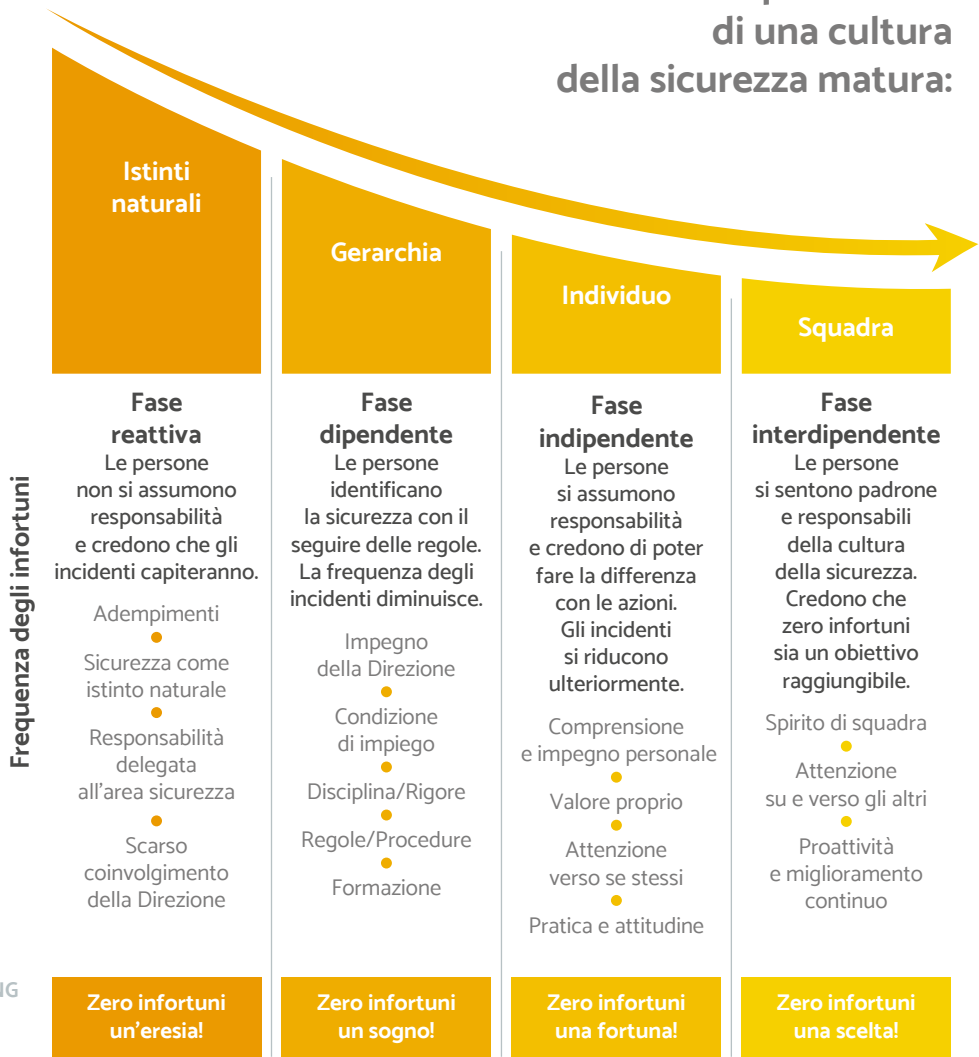 di una cultura
della sicurezza matura:
Istinti
naturali
Gerarchia
Individuo
Squadra
Frequenza degli infortuni
Fase
reattiva
Le persone
non si assumono
responsabilità
e credono che gli
incidenti capiteranno.
Adempimenti
Sicurezza come
istinto naturale
Responsabilità
delegata
all'area sicurezza
Scarso
coinvolgimento
della Direzione
Zero infortuni
un'eresia!
Fase
dipendente
Le persone
identificano
la sicurezza con il
seguire delle regole.
La frequenza degli
incidenti diminuisce.
Impegno
della Direzione
Condizione
di impiego
Disciplina/Rigore
Regole/Procedure
Formazione
Zero infortuni
un sogno!
Fase
indipendente
Le persone
si assumono
responsabilità
e credono di poter
fare la differenza
con le azioni.
Gli incidenti
si riducono
ulteriormente.
Comprensione
e impegno personale
Valore proprio
Attenzione
verso se stessi
Pratica e attitudine
Zero infortuni
una fortuna!
Fase
interdipendente
Le persone
si sentono padrone
e responsabili
della cultura
della sicurezza.
Credono che
zero infortuni
sia un obiettivo
raggiungibile.
Spirito di squadra
Attenzione
su e verso gli altri
Proattività
e miglioramento
continuo
Zero infortuni
una scelta!